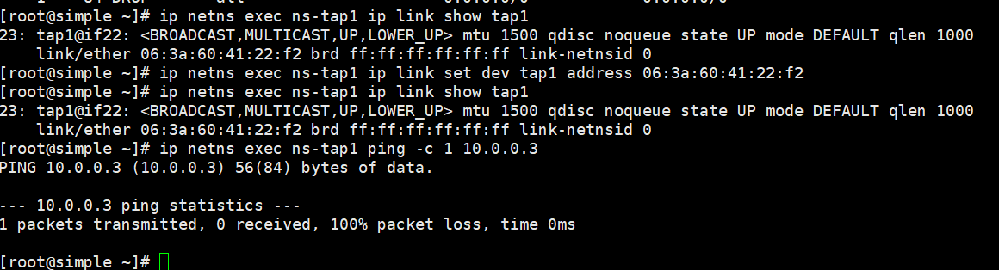 [root@simple ~]# ip netns exec ns-tap1 ip link show tap1
23: tap1@if22: <BROADCAST,MULTICAST,UP,LOWER_UP> mtu 1500 qdisc noqueue state UP mode DEFAULT qlen 1000
    link/ether 06:3a:60:41:22:f2 brd ff:ff:ff:ff:ff:ff link-netnsid 0
[root@simple ~]# ip netns exec ns-tap1 ip link set dev tap1 address 06:3a:60:41:22:f2
[root@simple ~]# ip netns exec ns-tap1 ip link show tap1
23: tap1@if22: <BROADCAST,MULTICAST,UP,LOWER_UP> mtu 1500 qdisc noqueue state UP mode DEFAULT qlen 1000
    link/ether 06:3a:60:41:22:f2 brd ff:ff:ff:ff:ff:ff link-netnsid 0
[root@simple ~]# ip netns exec ns-tap1 ping -c 1 10.0.0.3
PING 10.0.0.3 (10.0.0.3) 56(84) bytes of data.
--- 10.0.0.3 ping statistics ---
1 packets transmitted, 0 received, 100% packet loss, time 0ms
[root@simple ~]#